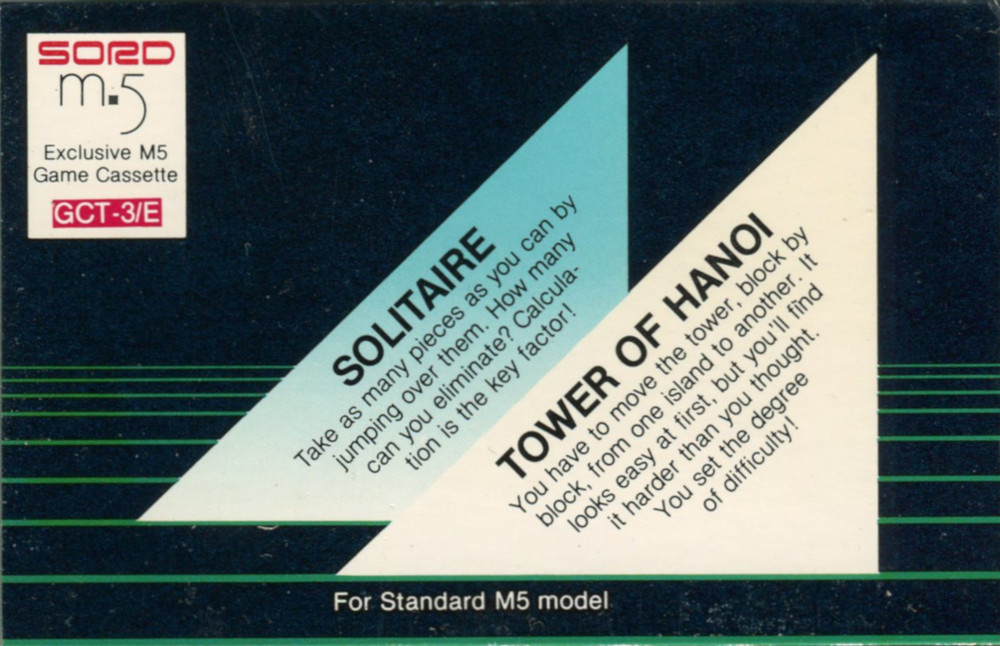 SORD
m.5
Exclusive M5
Game Cassette
GCT-3/E
SOLITAIRE
Take as many pieces as you can by
jumping over them. How many
can you eliminate? Calcula-
tion is the key factor!
TOWER OF HANOI
You have to move the tower, block by
block, from one island to another. It
looks easy at first, but you'll find
it harder than you thought.
You set the degree
of difficulty!
For Standard M5 model